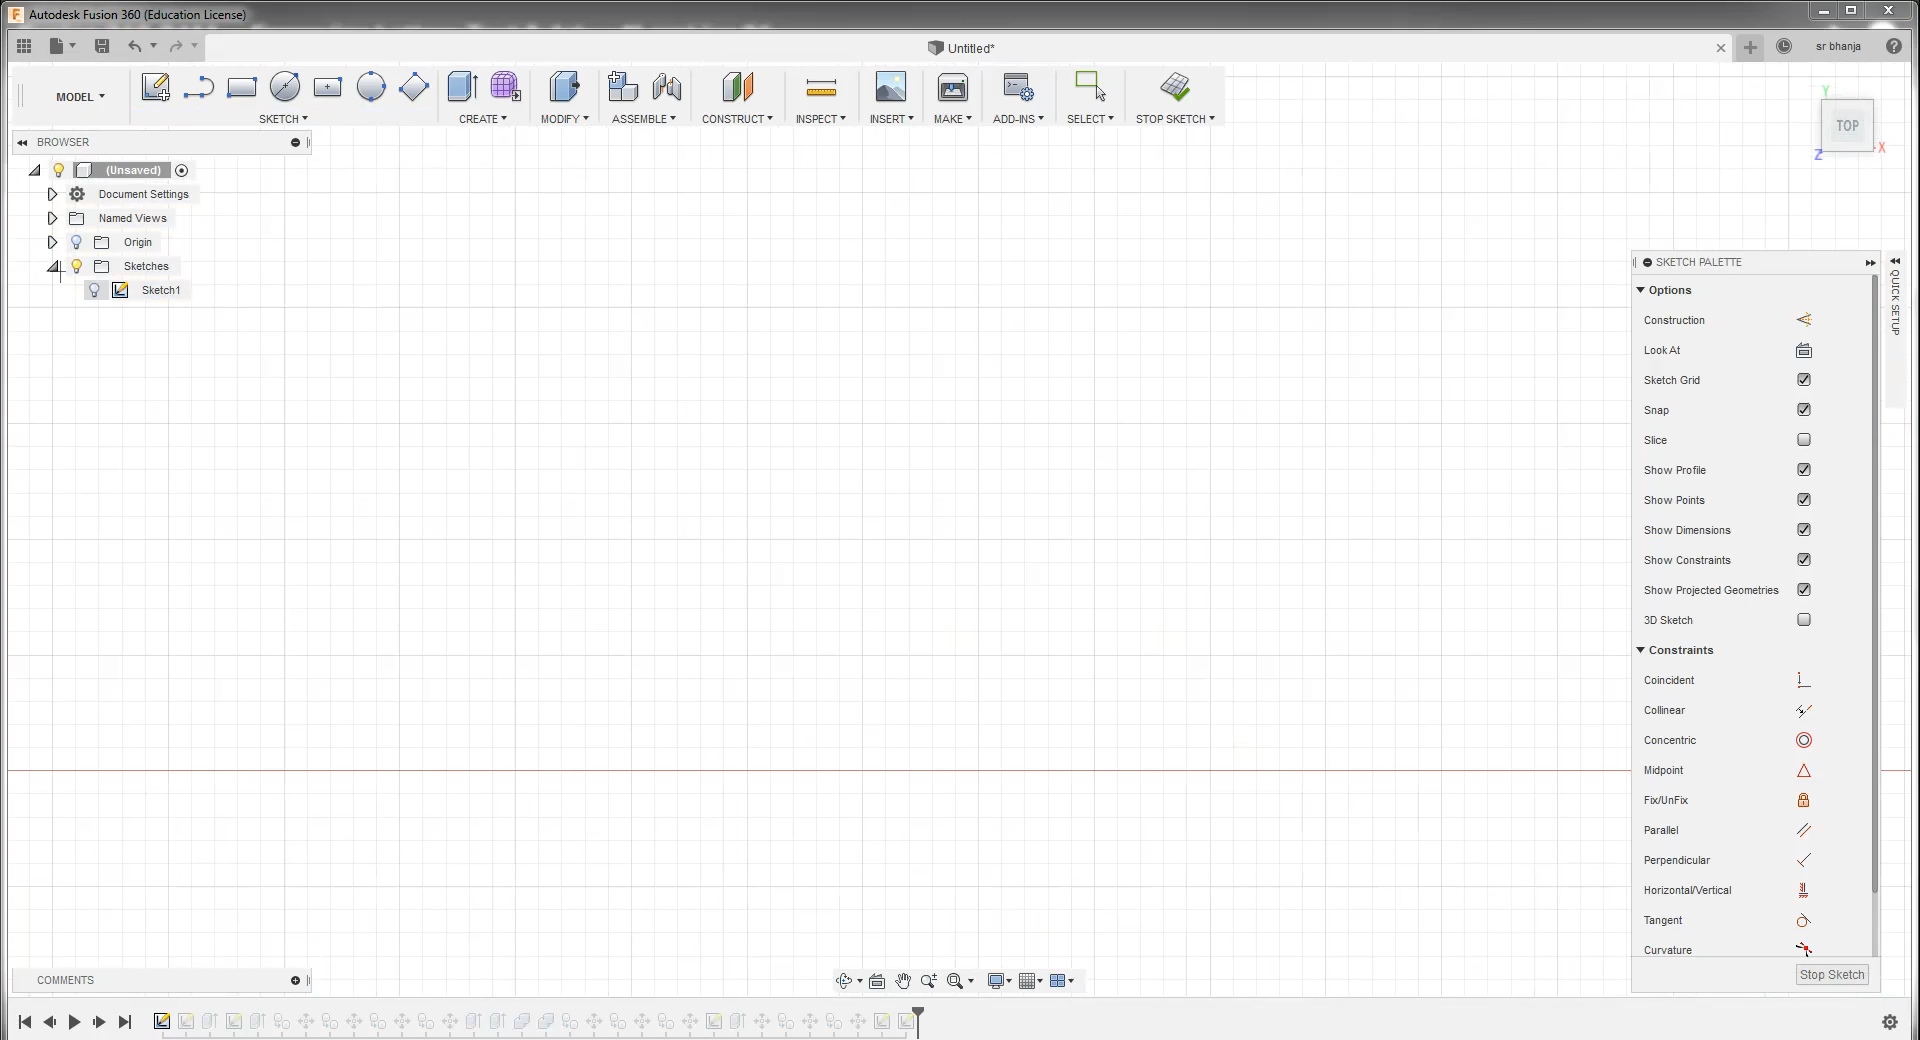 Autodesk Fusion 360 (Education License)
Untitled*
sr bhanja
MODEL
SKETCH
CREATE
MODIFY
ASSEMBLE
CONSTRUCT
INSPECT
INSERT
MAKE
ADD-INS
SELECT
STOP SKETCH
Y
TOP
X
Z
BROWSER
(Unsaved)
Document Settings
Named Views
Origin
Sketches
Sketch1
SKETCH PALETTE
QUICK SETUP
Options
Construction
Look At
Sketch Grid
Snap
Slice
Show Profile
Show Points
Show Dimensions
Show Constraints
Show Projected Geometries
3D Sketch
Constraints
Coincident
Collinear
Concentric
Midpoint
Fix/UnFix
Parallel
Perpendicular
Horizontal/Vertical
Tangent
Curvature
Stop Sketch
COMMENTS